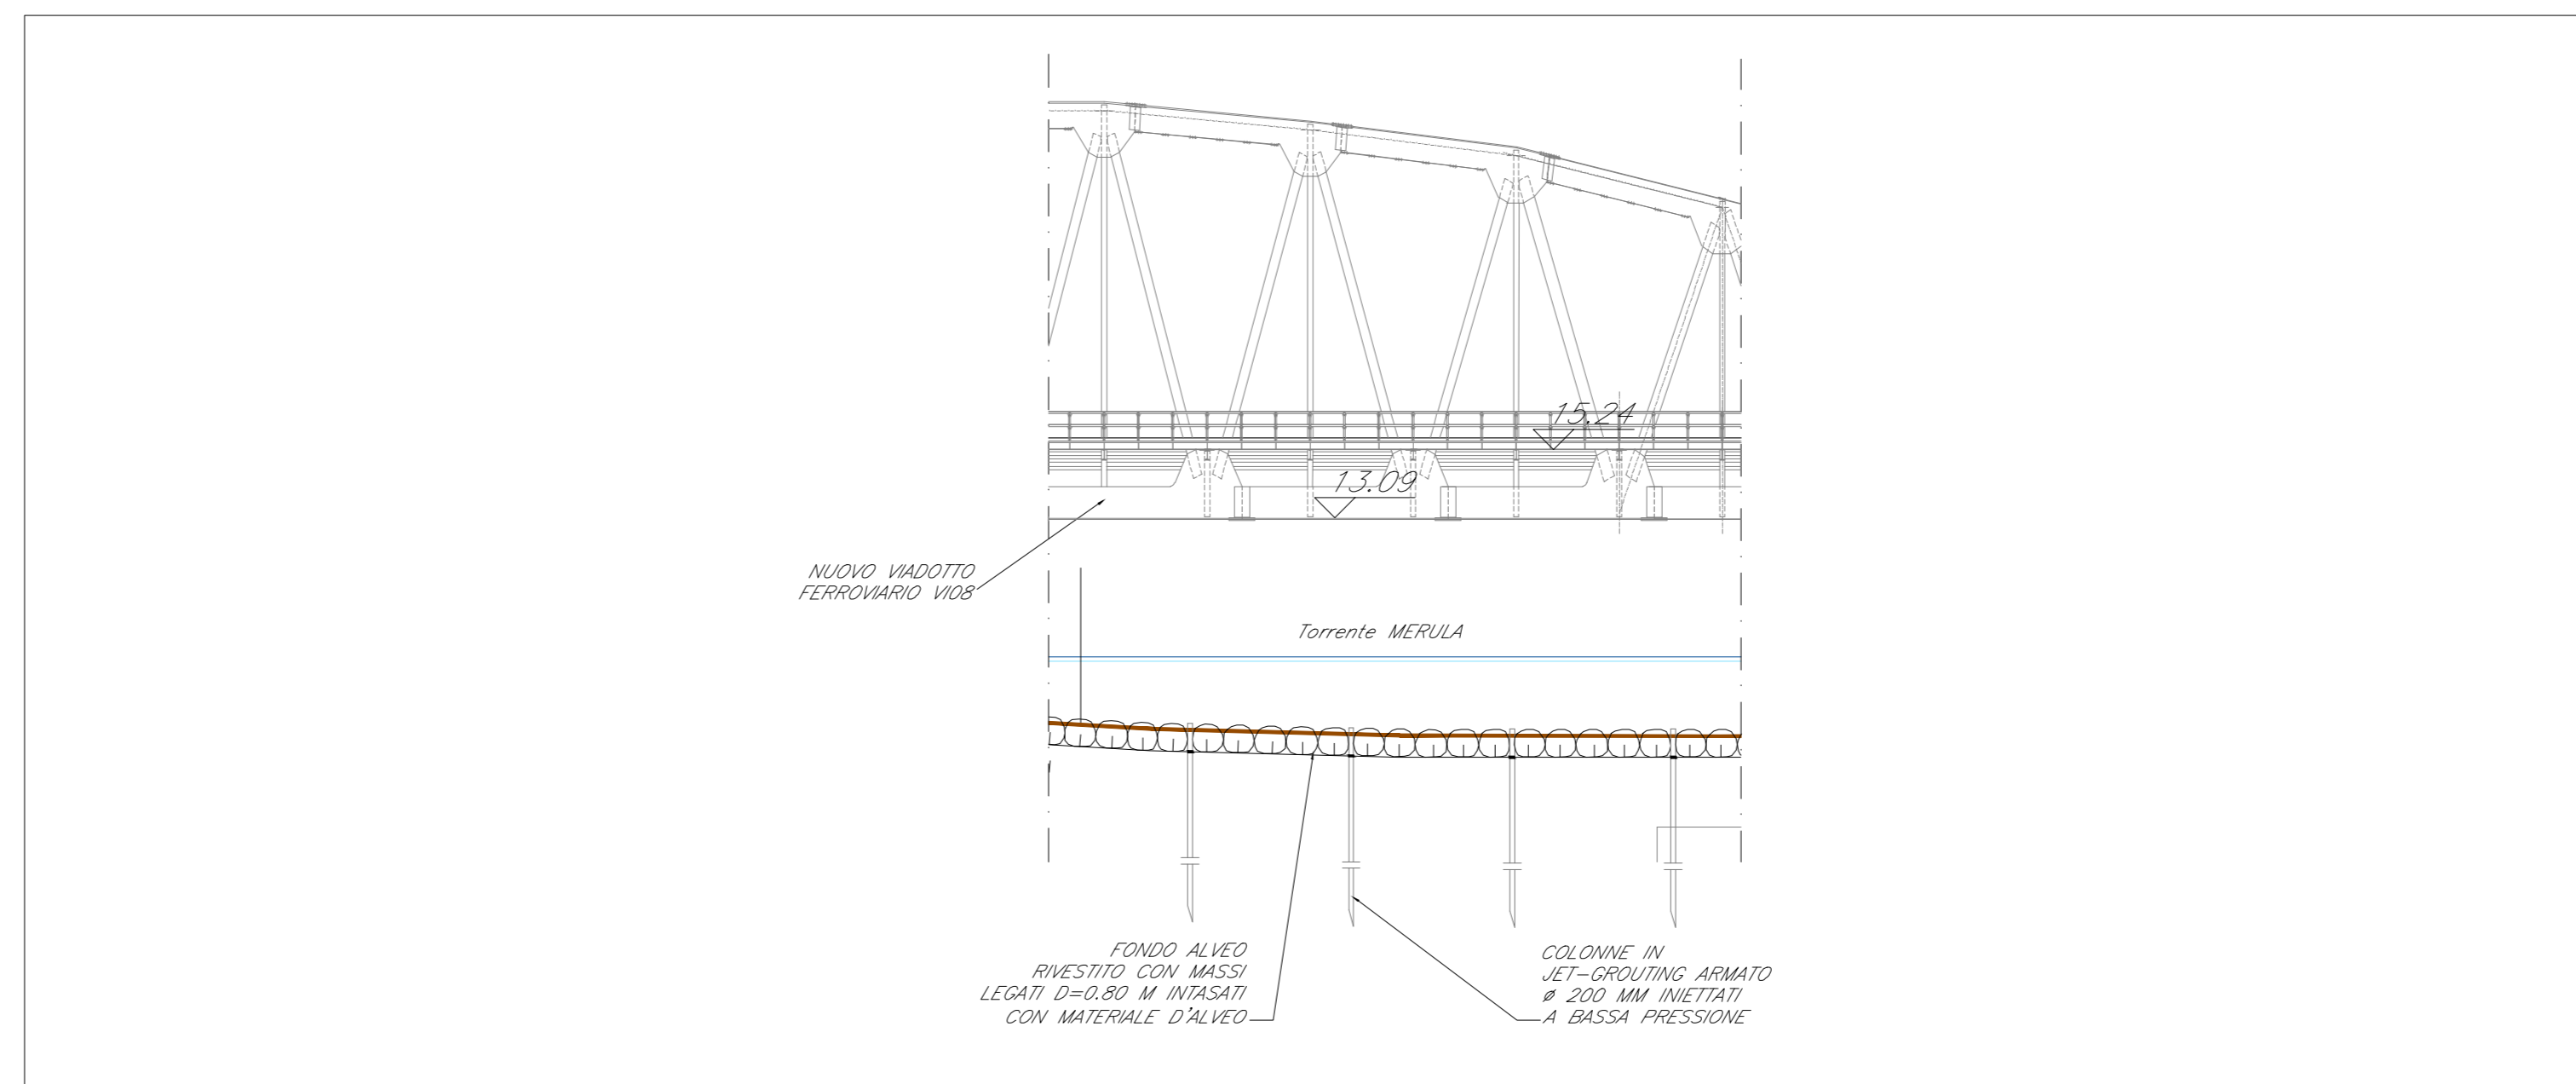 15.24
13.09
NUOVO VIADOTTO
FERROVIARIO VI08
Torrente MERULA
FONDO ALVEO
RIVESTITO CON MASSI
LEGATI D=0.80 M INTASATI
CON MATERIALE D'ALVEO
COLONNE IN
JET-GROUTING ARMATO
ø 200 MM INIETTATI
A BASSA PRESSIONE